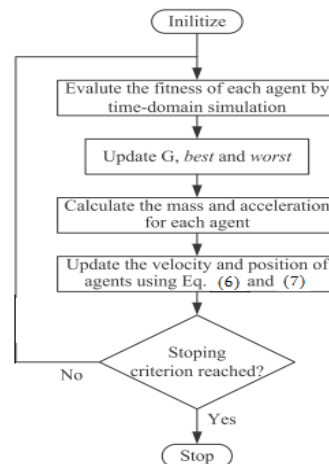 Inilitize
Evalute the fitness of each agent by
time-domain simulation
Update G, best and worst
Calculate the mass and acceleration
for each agent
Update the velocity and position of
agents using Eq. (6) and (7)
Stoping
criterion reached?
No
Yes
Stop